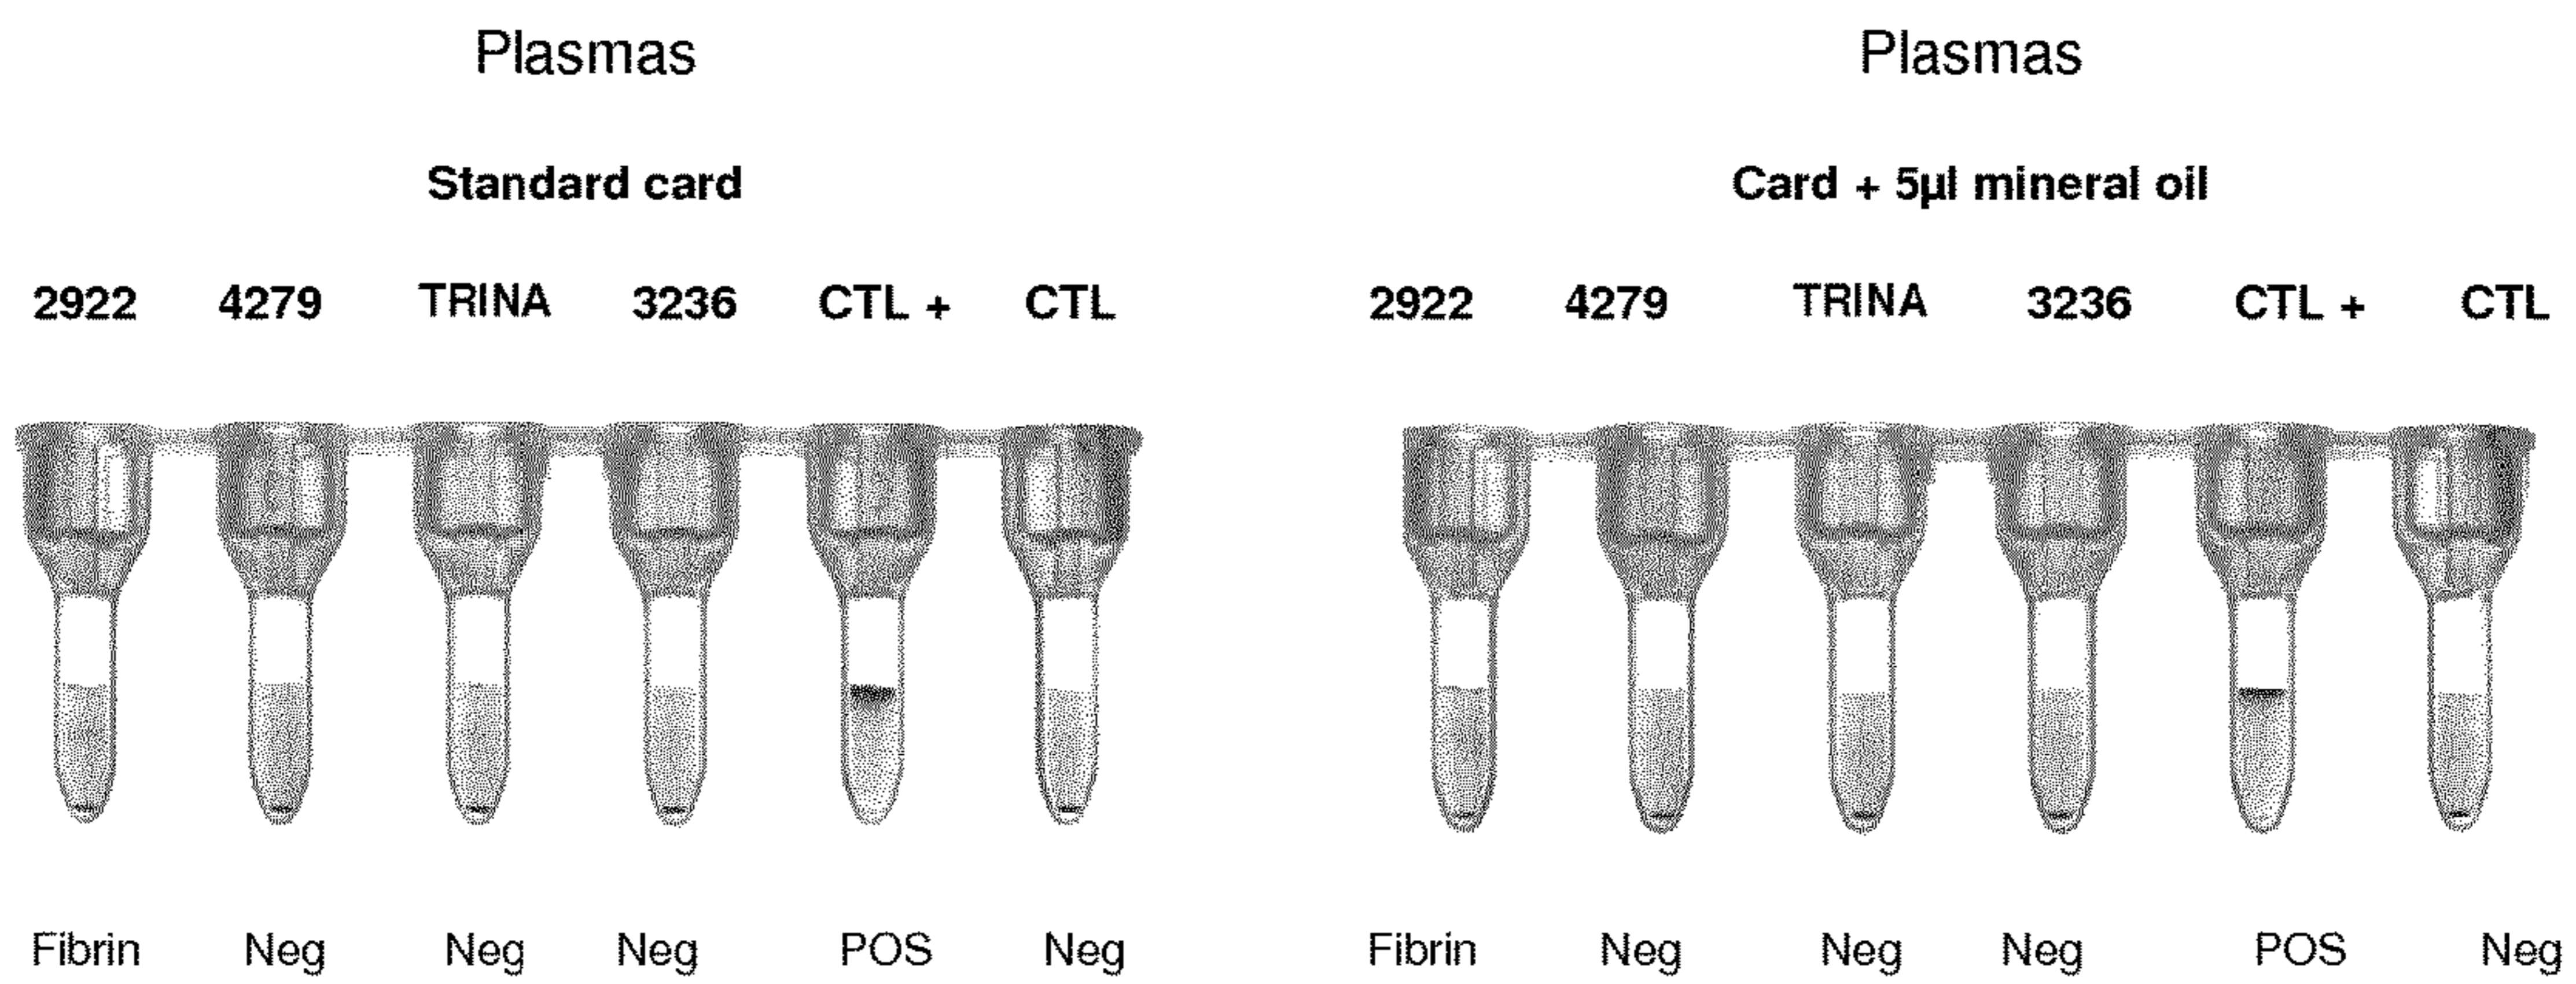 Plasmas
Standard card
2922 4279 TRINA 3236 CTL + CTL
Fibrin Neg Neg Neg POS Neg
Plasmas
Card + 5µl mineral oil
2922 4279 TRINA 3236 CTL + CTL
Fibrin Neg Neg Neg POS Neg